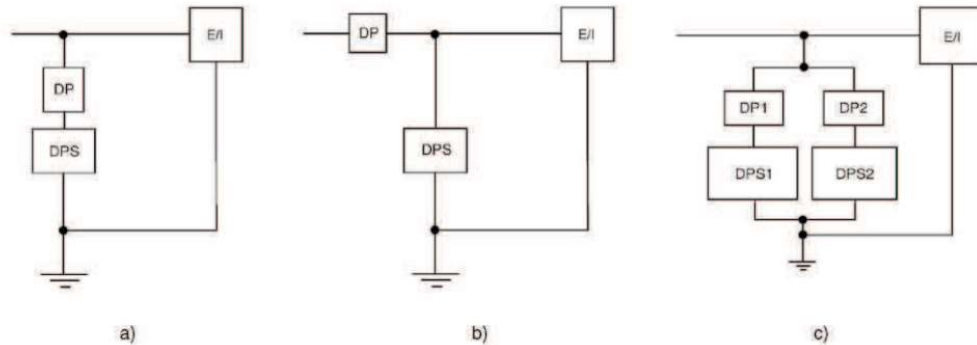 E/I
DP
DPS
a)
DP
E/I
DPS
b)
E/I
DP1 DP2
DPS1 DPS2
c)